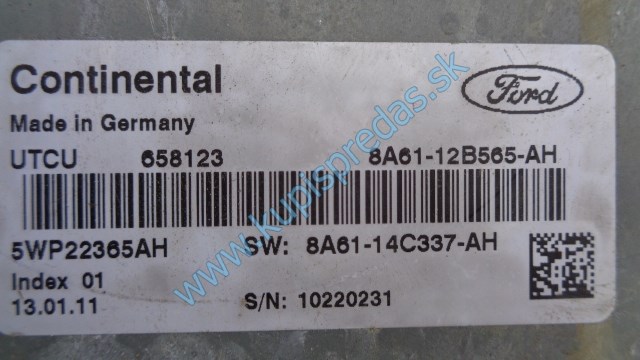 Continental
Ford
Made in Germany
UTCU 658123 8A61-12B565-AH
5WP22365AH SW: 8A61-14C337-AH
Index 01
13.01.11 S/N: 10220231
www.kupispredas.sk